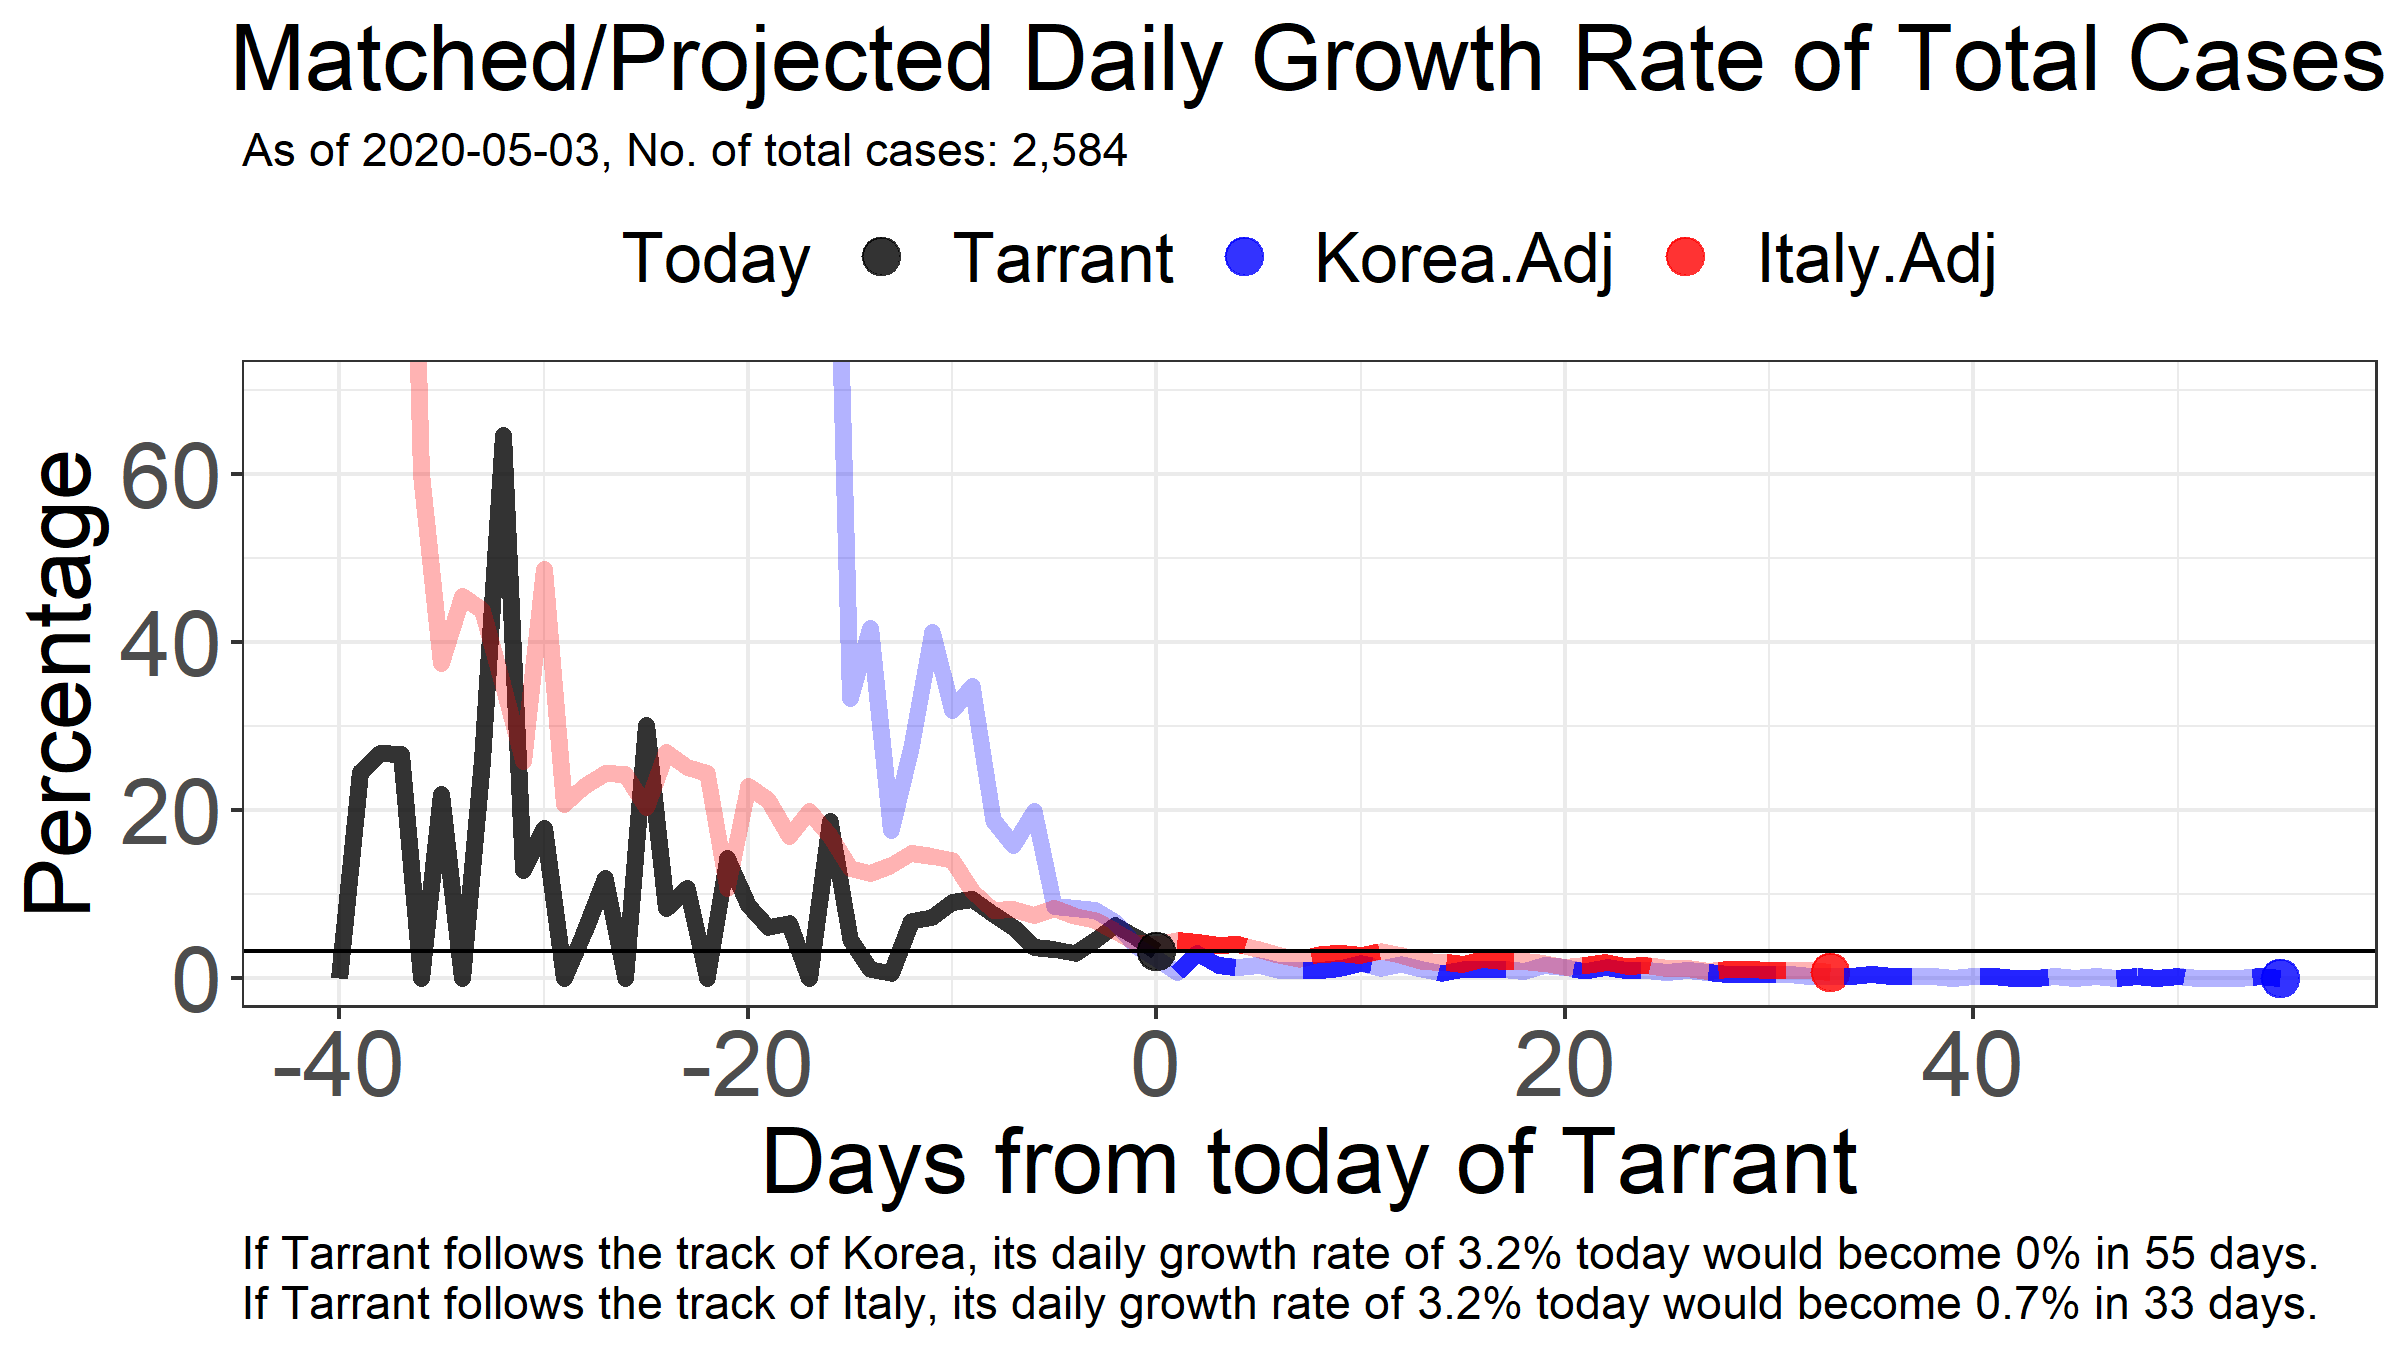 Matched/Projected Daily Growth Rate of Total Cases
As of 2020-05-03, No. of total cases: 2,584
Today Tarrant Korea.Adj Italy.Adj
Percentage
60
40
20
0
-40 -20 0 20 40
Days from today of Tarrant
If Tarrant follows the track of Korea, its daily growth rate of 3.2% today would become 0% in 55 days.
If Tarrant follows the track of Italy, its daily growth rate of 3.2% today would become 0.7% in 33 days.